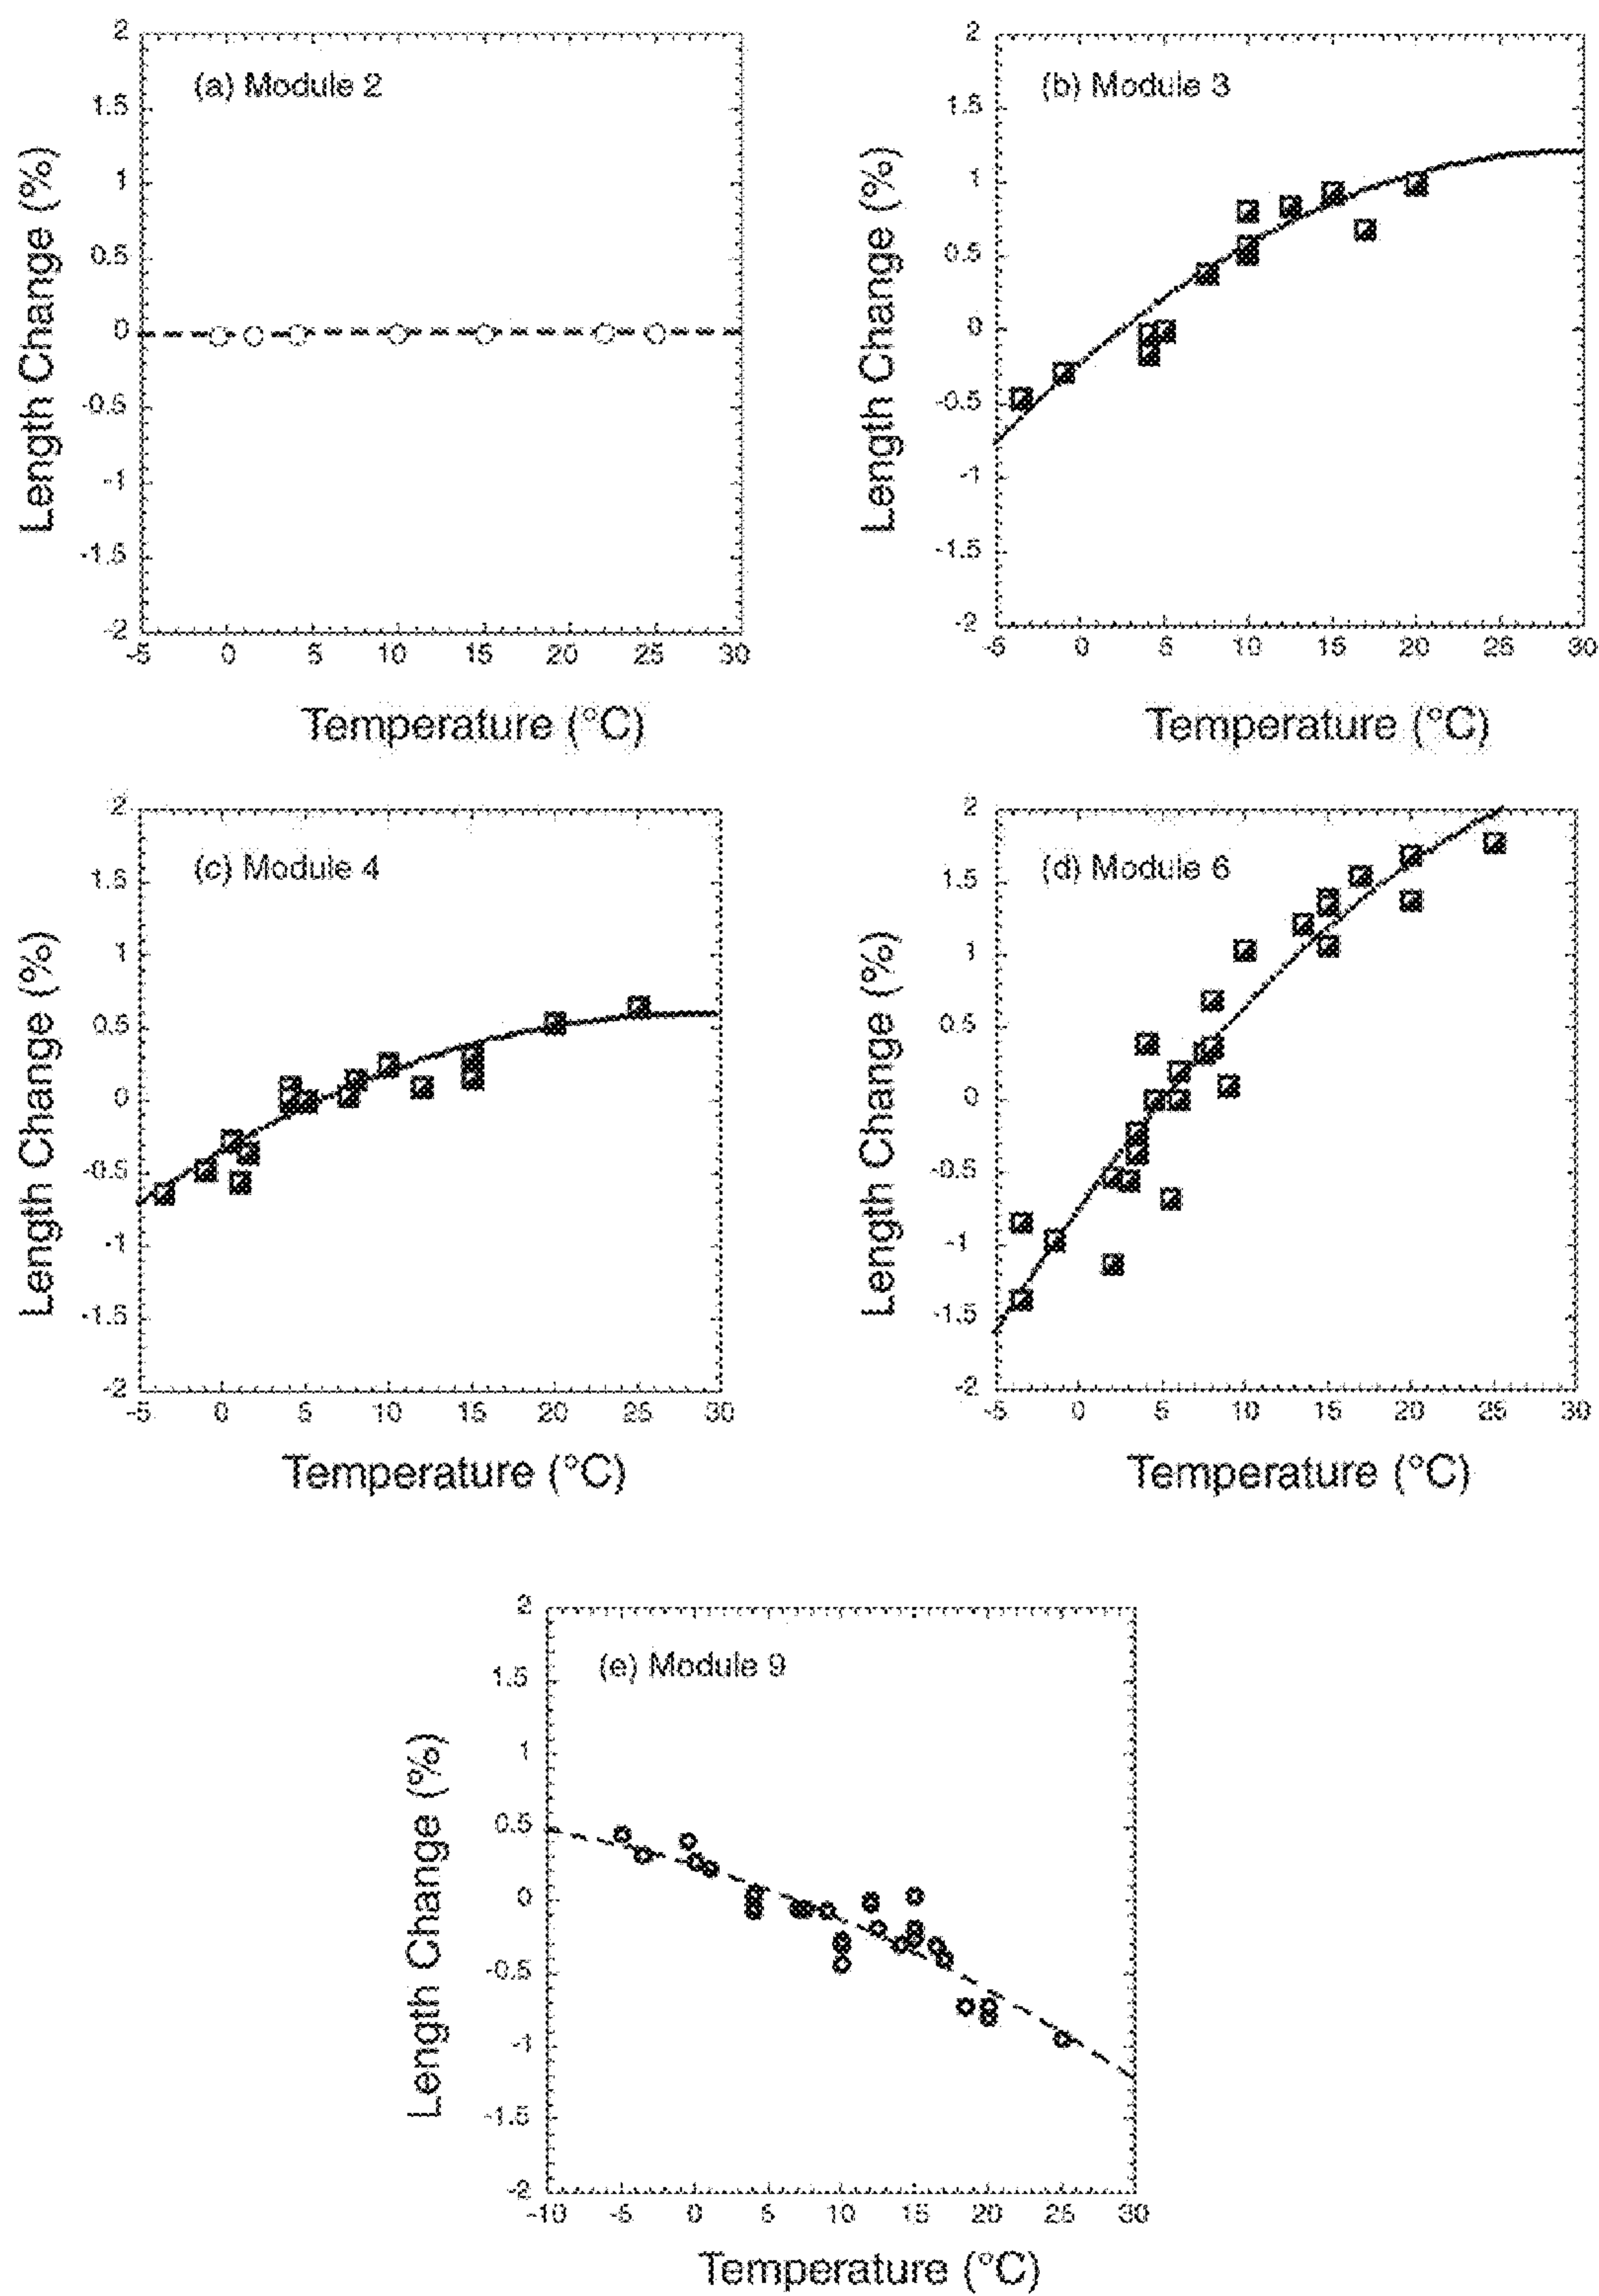 (a) Module 2
Length Change (%)
2
1.5
1
0.5
0
-0.5
-1
-1.5
-2
-5 0 5 10 15 20 25 30
Temperature (°C)
(b) Module 3
Length Change (%)
2
1.5
1
0.5
0
-0.5
-1
-1.5
-2
-5 0 5 10 15 20 25 30
Temperature (°C)
(c) Module 4
Length Change (%)
2
1.5
1
0.5
0
-0.5
-1
-1.5
-2
-5 0 5 10 15 20 25 30
Temperature (°C)
(d) Module 6
Length Change (%)
2
1.5
1
0.5
0
-0.5
-1
-1.5
-2
-5 0 5 10 15 20 25 30
Temperature (°C)
(e) Module 9
Length Change (%)
2
1.5
1
0.5
0
-0.5
-1
-1.5
-2
-10 -5 0 5 10 15 20 25 30
Temperature (°C)